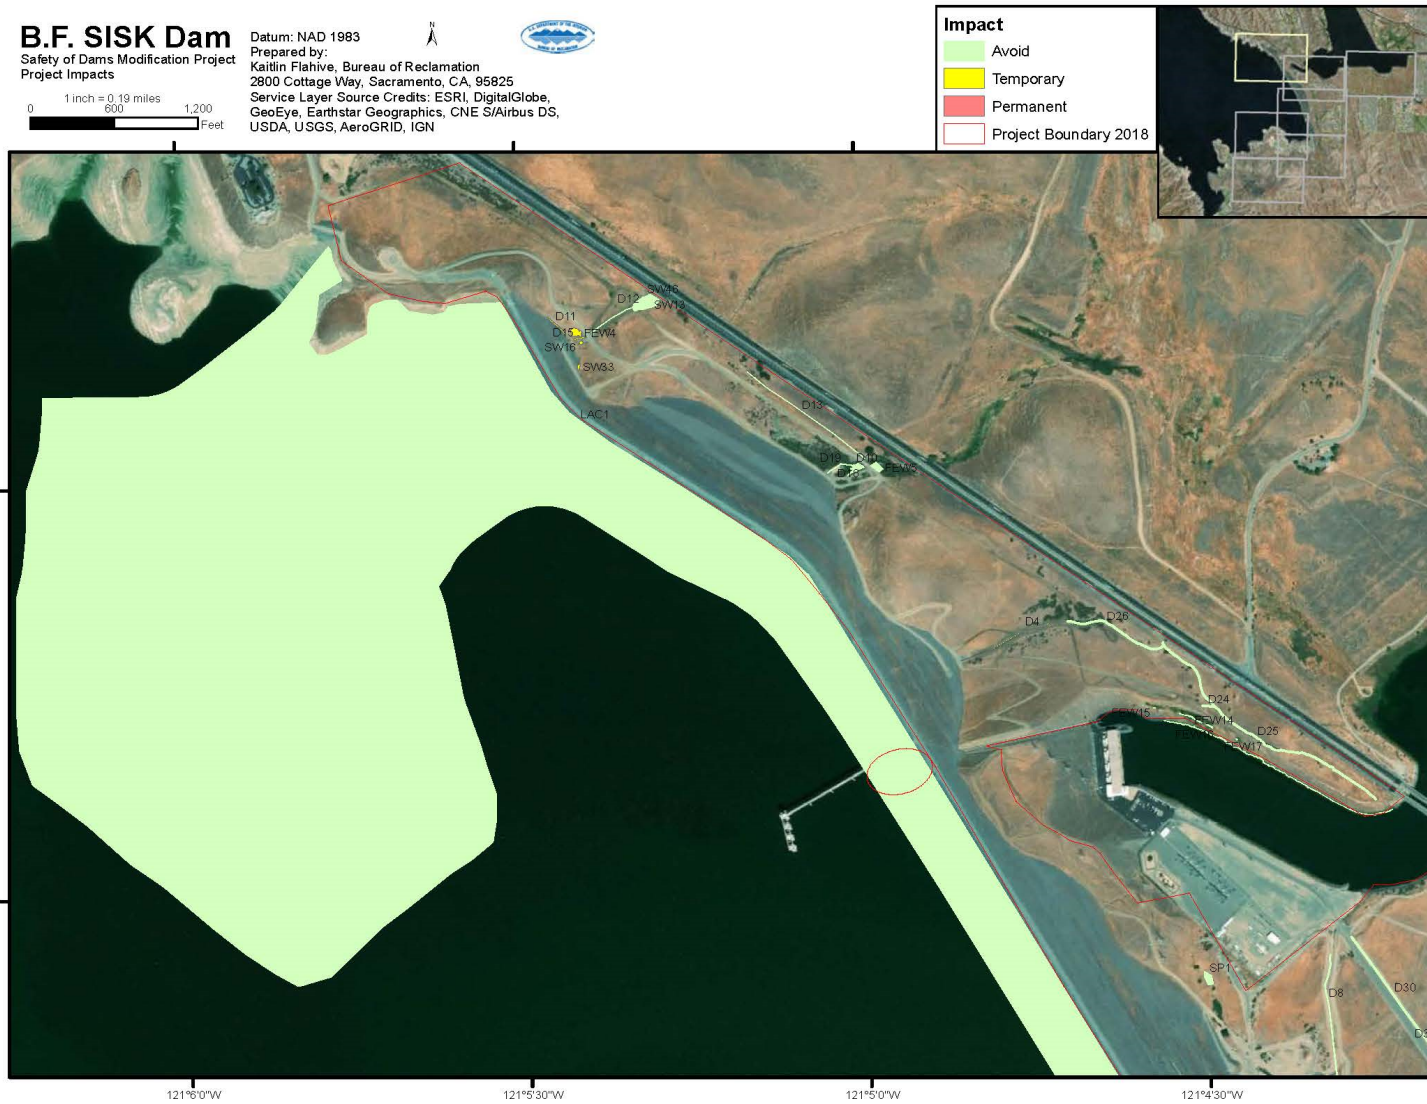 B.F. SISK Dam
Safety of Dams Modification Project
Project Impacts
1 inch = 0.19 miles
0 600 1,200
Feet
Datum: NAD 1983
Prepared by:
Kaitlin Flahive, Bureau of Reclamation
2800 Cottage Way, Sacramento, CA, 95825
Service Layer Source Credits: ESRI, DigitalGlobe,
GeoEye, Earthstar Geographics, CNE S/Airbus DS,
USDA, USGS, AeroGRID, IGN
N
Impact
Avoid
Temporary
Permanent
Project Boundary 2018
SW46
D12
SW13
D11
D15
FEW4
SW16
SW33
D13
LAC1
D19
D10
D18
FEW5
D4
D26
D24
FEW15
FEW14
D25
FEW17
SP1
D8
D30
121°6'0"W
121°5'30"W
121°5'0"W
121°4'30"W